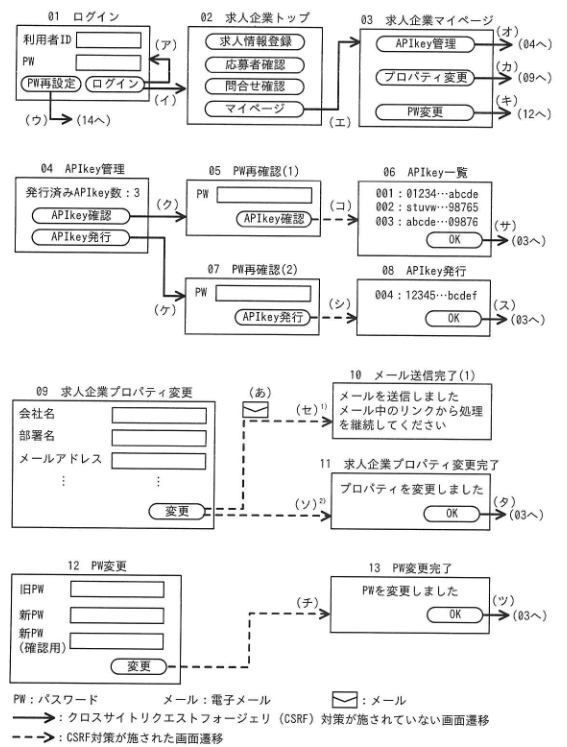 01 ログイン
利用者ID
PW
PW再設定
ログイン
(ア)
(イ)
(ウ)
(14へ)
02 求人企業トップ
求人情報登録
応募者確認
問合せ確認
マイページ
(エ)
03 求人企業マイページ
APIkey管理
(オ)
(04へ)
プロパティ変更
(カ)
(09へ)
PW変更
(キ)
(12へ)
04 APIkey管理
発行済みAPIkey数:3
APIkey確認
APIkey発行
(ク)
(ケ)
05 PW再確認(1)
PW
APIkey確認
(コ)
06 APIkey一覧
001:01234…abcde
002:stuvw…98765
003:abcde…09876
OK
(サ)
(03へ)
07 PW再確認(2)
PW
APIkey発行
(シ)
08 APIkey発行
004:12345…bcdef
OK
(ス)
(03へ)
09 求人企業プロパティ変更
会社名
部署名
メールアドレス
⋮ ⋮
変更
(あ)
(セ)1)
(ソ)2)
10 メール送信完了(1)
メールを送信しました
メール中のリンクから処理
を継続してください
11 求人企業プロパティ変更完了
プロパティを変更しました
OK
(タ)
(03へ)
12 PW変更
旧PW
新PW
新PW
(確認用)
変更
(チ)
13 PW変更完了
PWを変更しました
OK
(ツ)
(03へ)
PW:パスワード メール:電子メール :メール
:クロスサイトリクエストフォージェリ(CSRF)対策が施されていない画面遷移
:CSRF対策が施された画面遷移